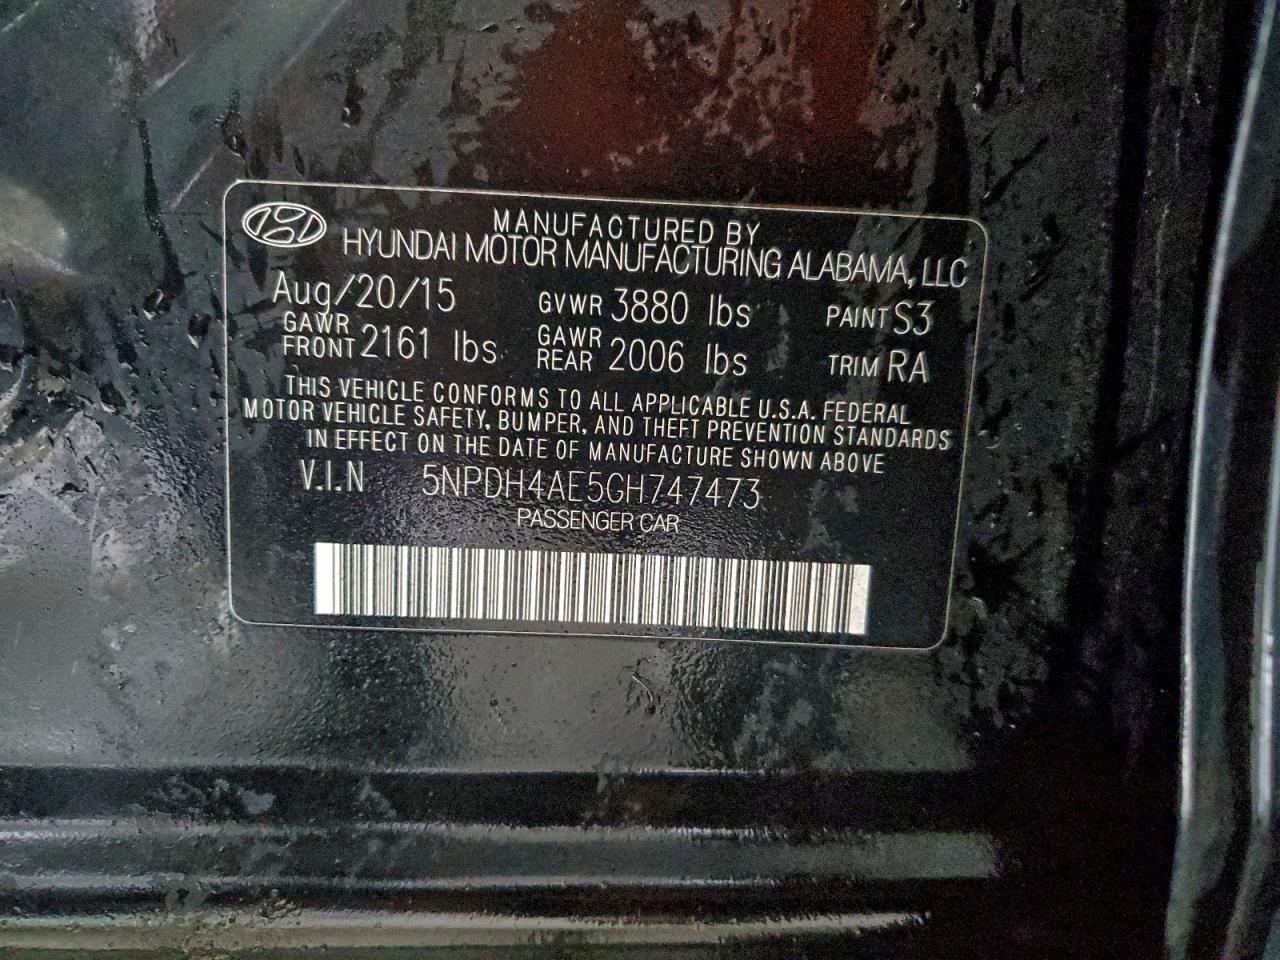 MANUFACTURED BY
HYUNDAI MOTOR MANUFACTURING ALABAMA, LLC
Aug/20/15 GVWR 3880 lbs PAINT S3
GAWR FRONT 2161 lbs GAWR REAR 2006 lbs TRIM RA
THIS VEHICLE CONFORMS TO ALL APPLICABLE U.S.A. FEDERAL
MOTOR VEHICLE SAFETY, BUMPER, AND THEFT PREVENTION STANDARDS
IN EFFECT ON THE DATE OF MANUFACTURE SHOWN ABOVE
V.I.N 5NPDH4AE5GH747473
PASSENGER CAR